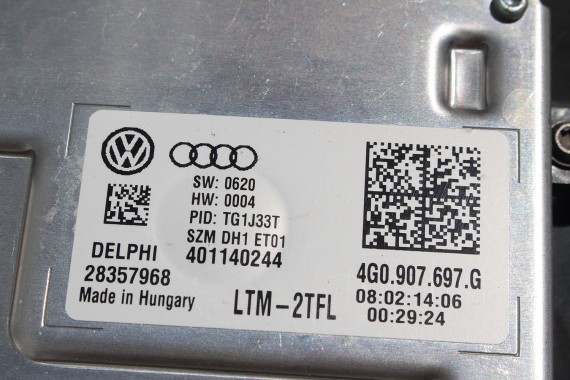 SW: 0620
HW: 0004
PID: TG1J33T
SZM DH1 ET01
DELPHI 401140244
28357968
Made in Hungary
LTM-2TFL
4G0.907.697.G
08:02:14:06
00:29:24